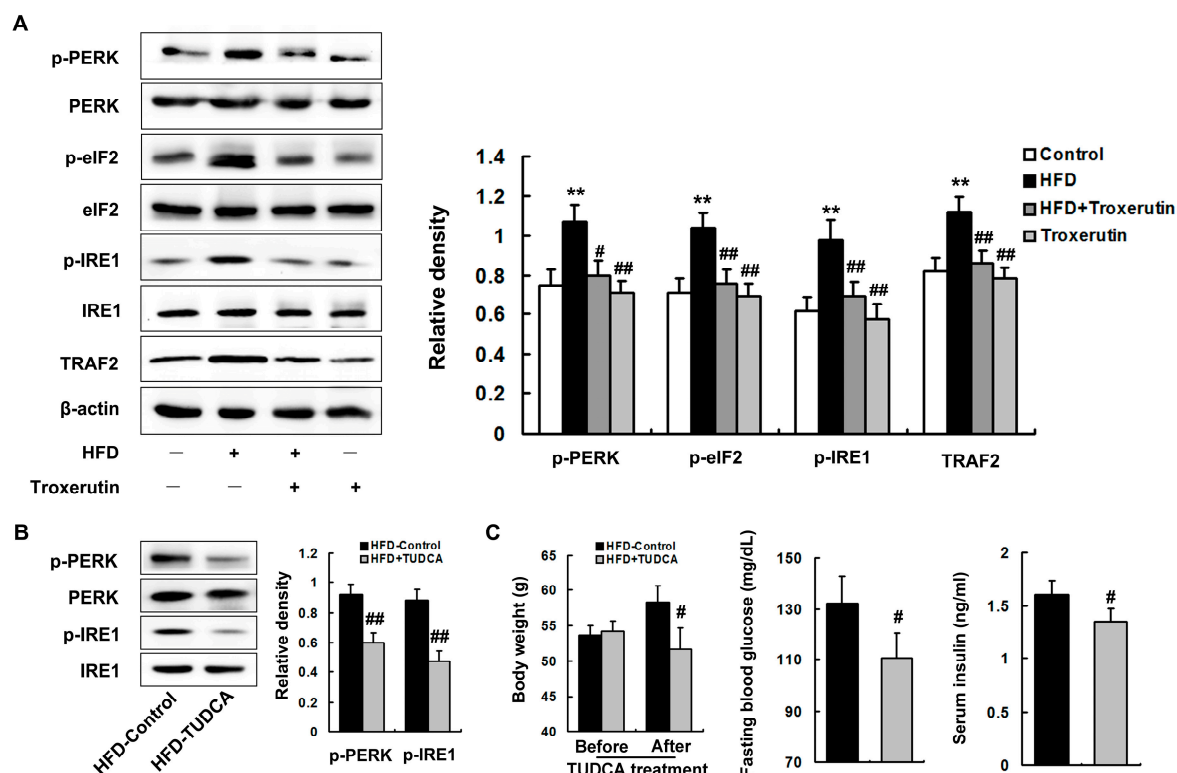 A
p-PERK
PERK
p-eIF2
eIF2
p-IRE1
IRE1
TRAF2
β-actin
HFD — + + —
Troxerutin — — + +
Relative density
1.4
1.2
1
0.8
0.6
0.4
0.2
0
** # ##
** ## ##
** ## ##
** ## ##
p-PERK p-eIF2 p-IRE1 TRAF2
Control
HFD
HFD+Troxerutin
Troxerutin
B
p-PERK
PERK
p-IRE1
IRE1
HFD-Control
HFD-TUDCA
Relative density
1.2
1
0.8
0.6
0.4
0.2
0
HFD-Control
HFD+TUDCA
## ##
p-PERK p-IRE1
C
Body weight (g)
65
60
55
50
45
40
35
HFD-Control
HFD+TUDCA
#
Before After
TUDCA treatment
Fasting blood glucose (mg/dL)
150
130
110
90
70
#
Serum insulin (ng/ml)
2
1.5
1
0.5
0
#